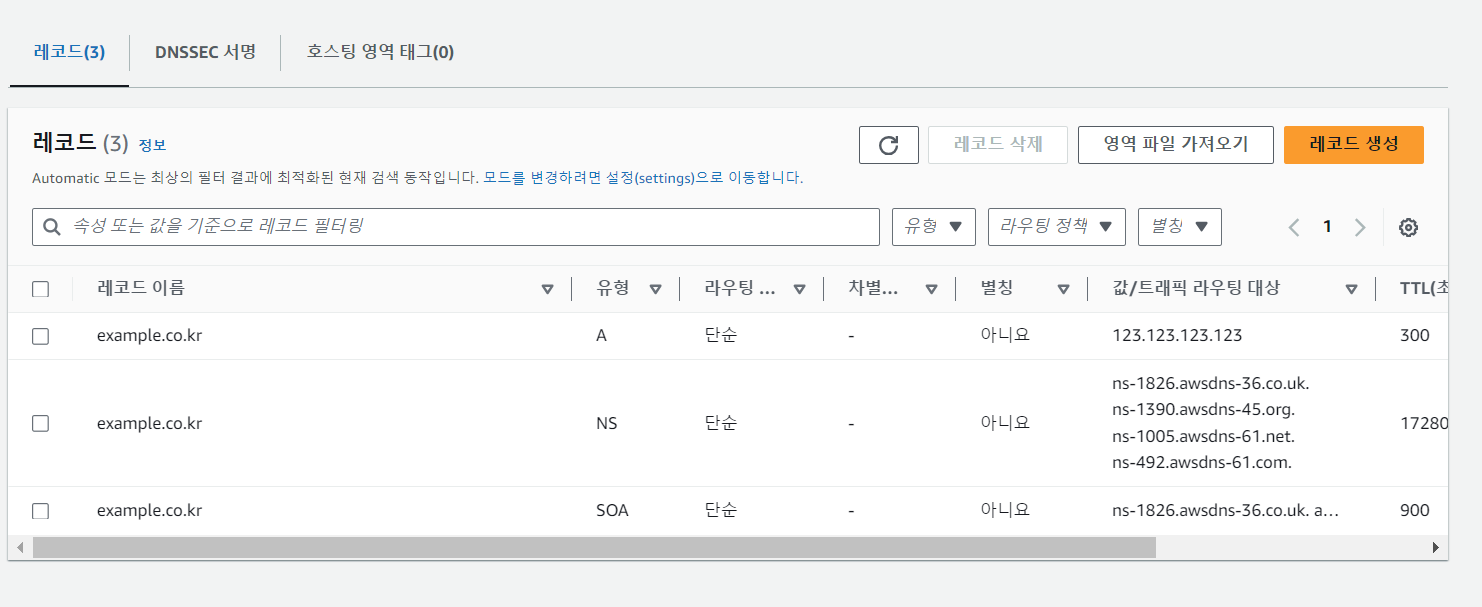 레코드(3) DNSSEC 서명 호스팅 영역 태그(0)
레코드 (3) 정보 레코드 삭제 영역 파일 가져오기 레코드 생성
Automatic 모드는 최상의 필터 결과에 최적화된 현재 검색 동작입니다. 모드를 변경하려면 설정(settings)으로 이동합니다.
속성 또는 값을 기준으로 레코드 필터링 유형 라우팅 정책 별칭 1
레코드 이름 유형 라우팅 ... 차별... 별칭 값/트래픽 라우팅 대상 TTL(초
example.co.kr A 단순 - 아니요 123.123.123.123 300
ns-1826.awsdns-36.co.uk.
ns-1390.awsdns-45.org.
example.co.kr NS 단순 - 아니요 17280
ns-1005.awsdns-61.net.
ns-492.awsdns-61.com.
example.co.kr SOA 단순 - 아니요 ns-1826.awsdns-36.co.uk. a... 900